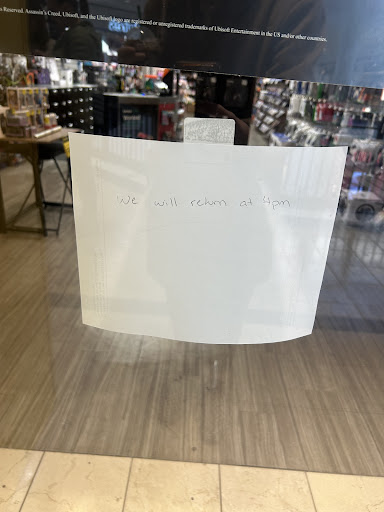 s Reserved. Assassin's Creed, Ubisoft, and the Ubisoft logo are registered or unregistered trademarks of Ubisoft Entertainment in the US and/or other countries.
We will return at 4pm